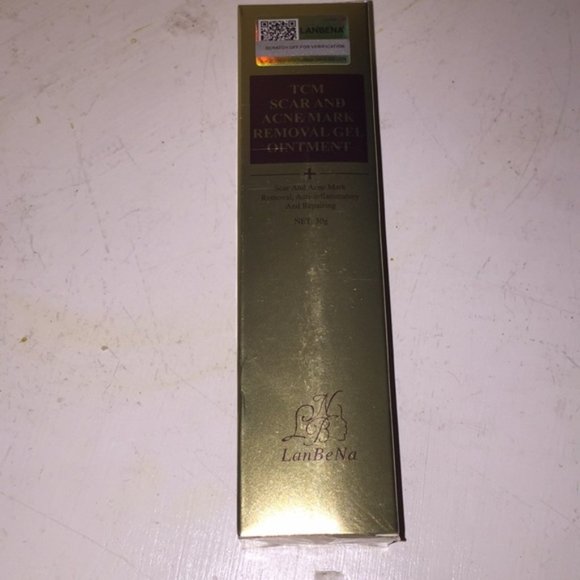 LANBENA
SCRATCH OFF FOR VERIFICATION
TCM
SCAR AND
ACNE MARK
REMOVAL GEL
OINTMENT
Scar And Acne Mark
Removal, Anti-inflammatory
And Repairing
NET: 30g
LNB
LanBeNa